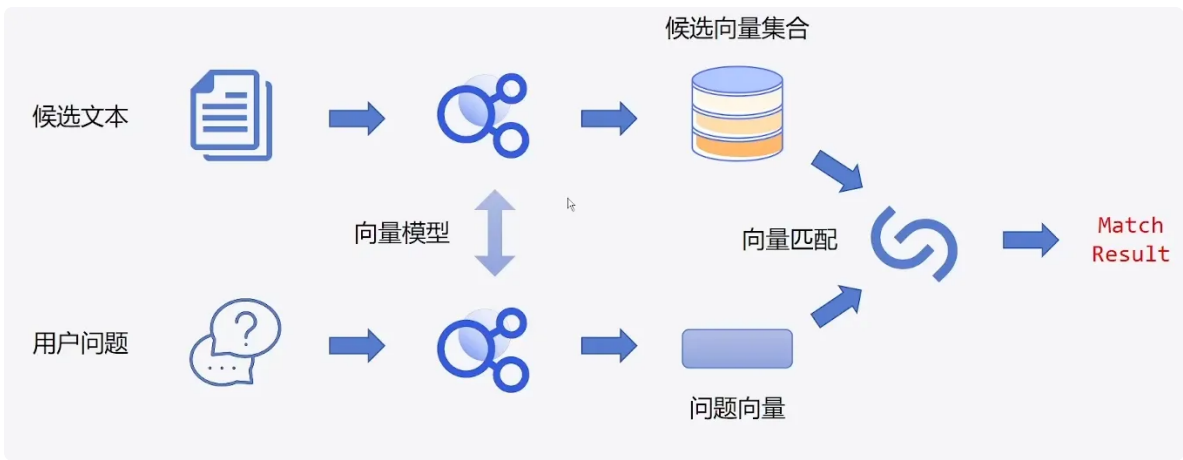 候选向量集合
候选文本
向量模型
向量匹配
Match
Result
用户问题
?
...
问题向量